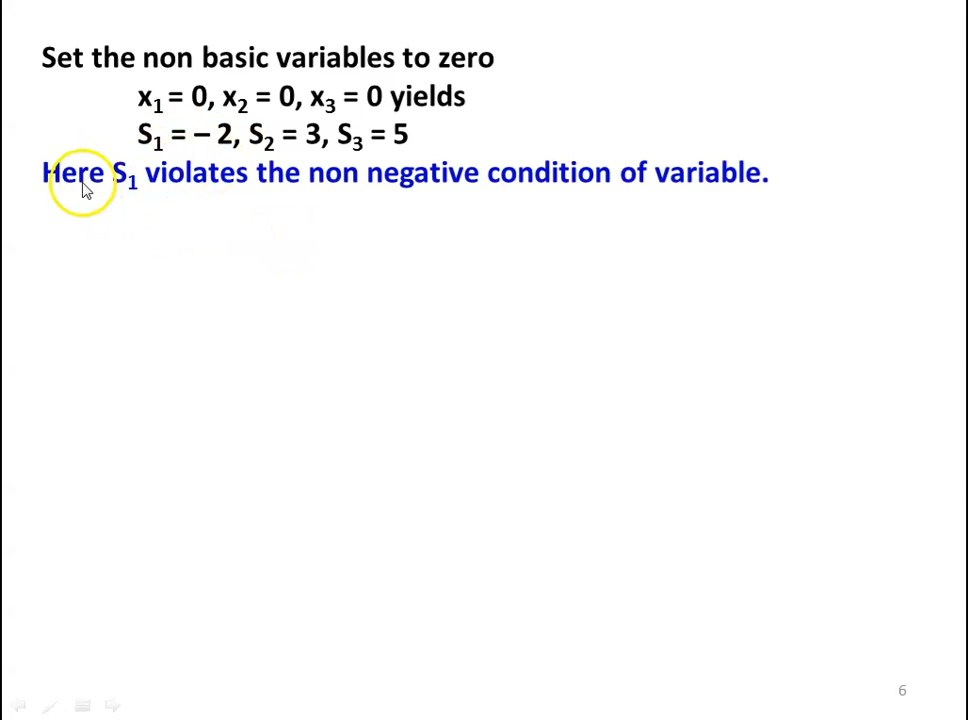 Set the non basic variables to zero
x₁ = 0, x₂ = 0, x₃ = 0 yields
S₁ = – 2, S₂ = 3, S₃ = 5
Here S₁ violates the non negative condition of variable.
6